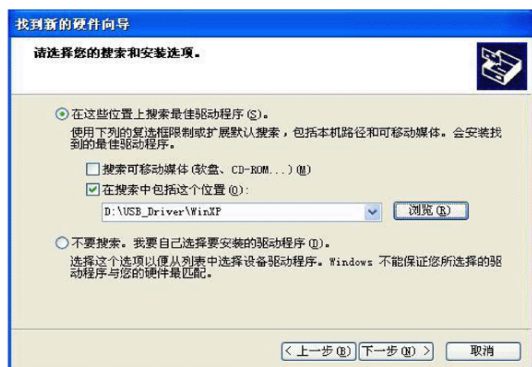 找到新的硬件向导
请选择您的搜索和安装选项。
在这些位置上搜索最佳驱动程序(S)。
使用下列的复选框限制或扩展默认搜索，包括本机路径和可移动媒体。会安装找
到的最佳驱动程序。
搜索可移动媒体(软盘、CD-ROM...)(M)
在搜索中包括这个位置(O):
D:\USB_Driver\WinXP
浏览(R)
不要搜索。我要自己选择要安装的驱动程序(D)。
选择这个选项以便从列表中选择设备驱动程序。Windows 不能保证您所选择的驱
动程序与您的硬件最匹配。
< 上一步(B) 下一步(N) > 取消